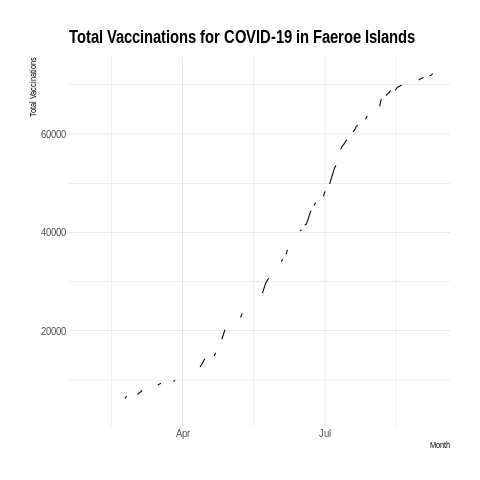 Total Vaccinations for COVID-19 in Faeroe Islands
Total Vaccinations
60000
40000
20000
Apr
Jul
Month